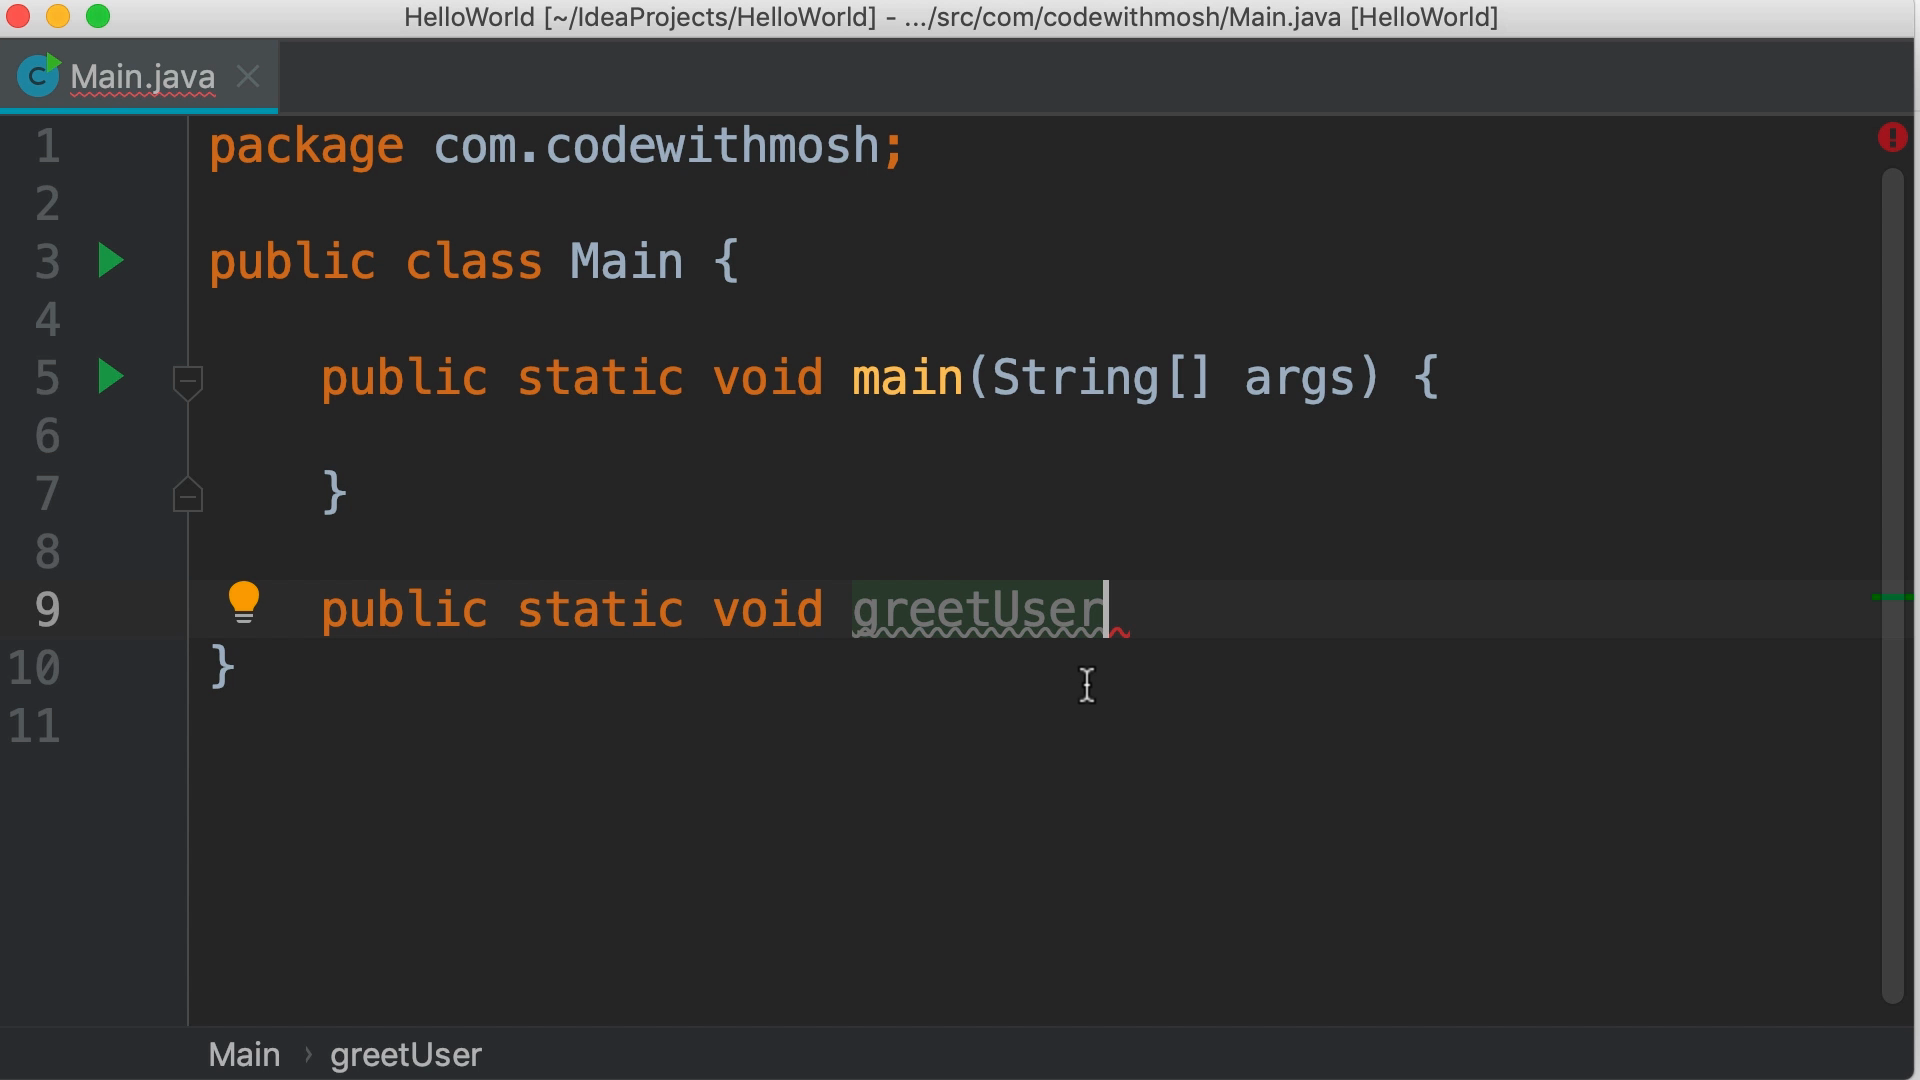 HelloWorld [~/IdeaProjects/HelloWorld] - .../src/com/codewithmosh/Main.java [HelloWorld]
Main.java
1 package com.codewithmosh;
2
3 public class Main {
4
5 public static void main(String[] args) {
6
7 }
8
9 public static void greetUser
10 }
11
Main › greetUser